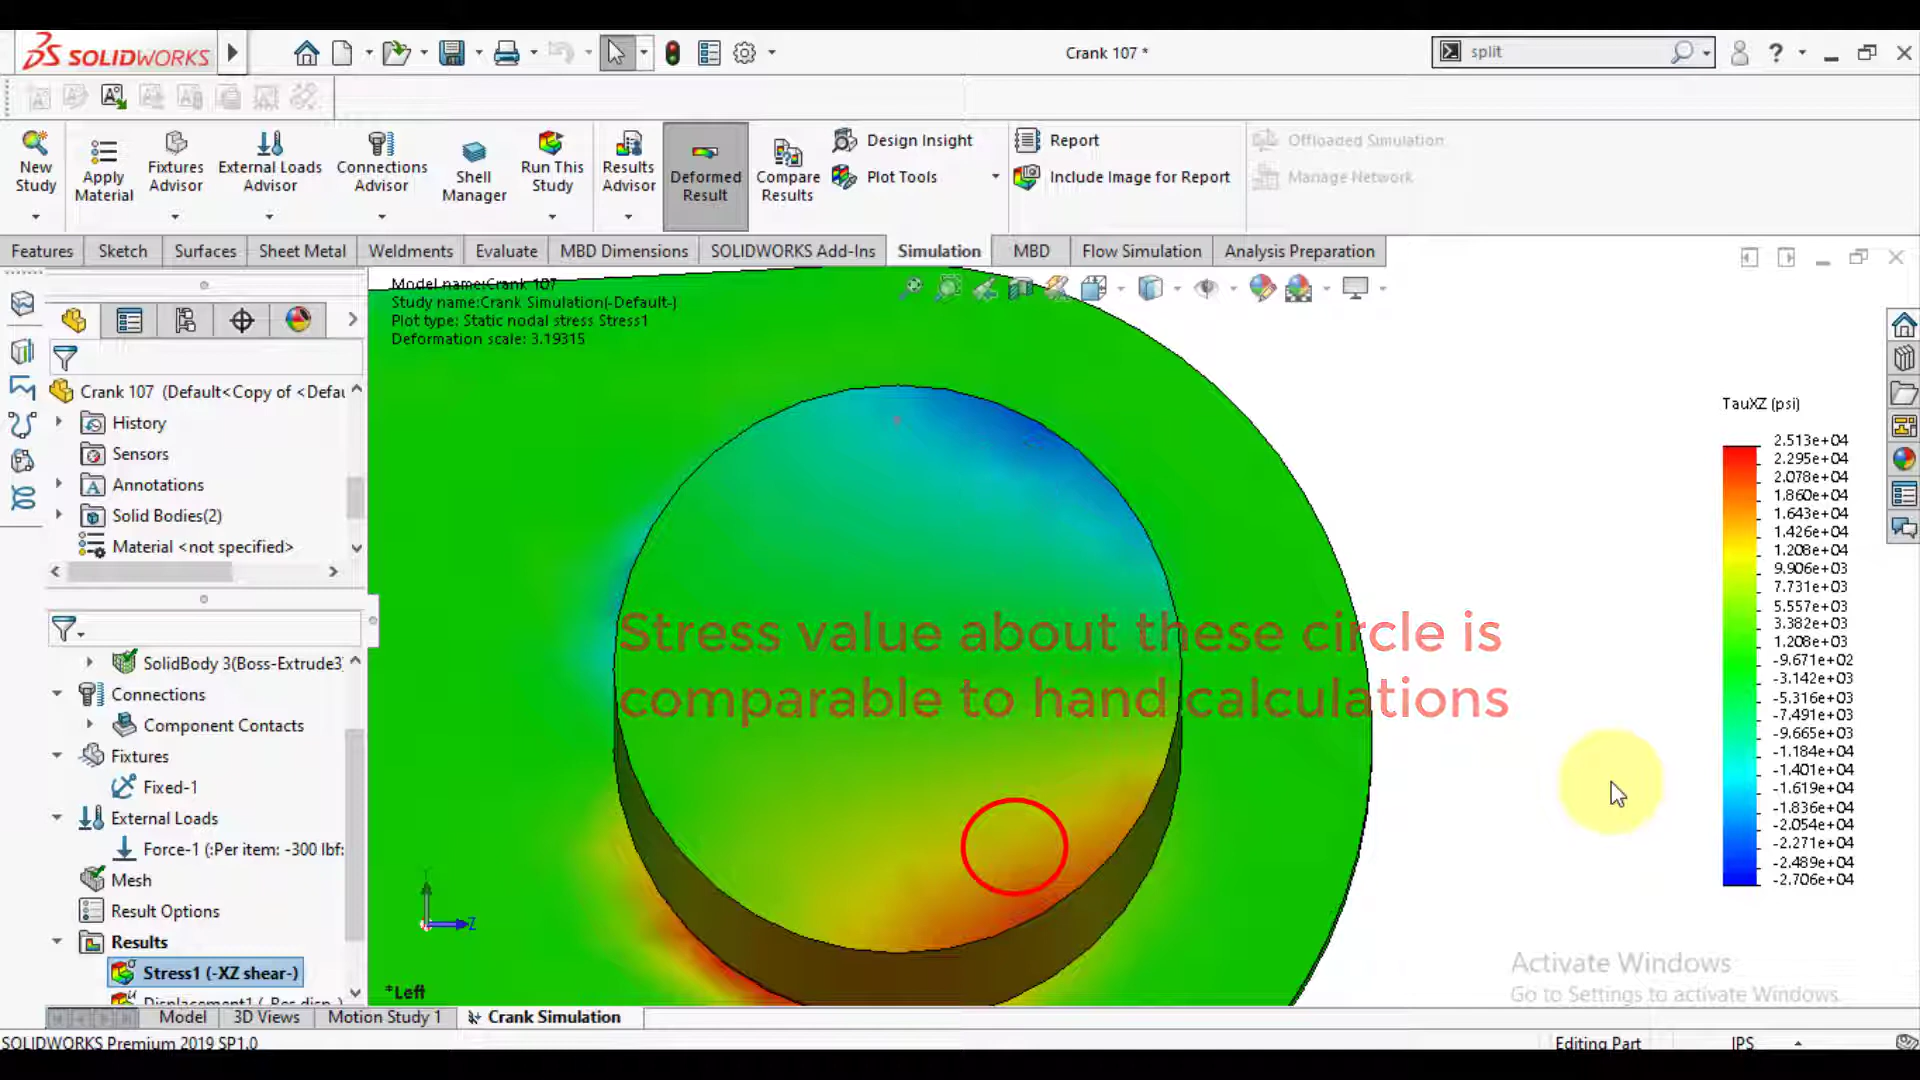 SOLIDWORKS
Crank 107 *
split
New Study
Apply Material
Fixtures Advisor
External Loads Advisor
Connections Advisor
Shell Manager
Run This Study
Results Advisor
Deformed Result
Compare Results
Design Insight
Plot Tools
Report
Include Image for Report
Offloaded Simulation
Manage Network
Features
Sketch
Surfaces
Sheet Metal
Weldments
Evaluate
MBD Dimensions
SOLIDWORKS Add-Ins
Simulation
MBD
Flow Simulation
Analysis Preparation
Model name:Crank 107
Study name:Crank Simulation(-Default-)
Plot type: Static nodal stress Stress1
Deformation scale: 3.19315
Crank 107 (Default<Copy of <Defau
History
Sensors
Annotations
Solid Bodies(2)
Material <not specified>
SolidBody 3(Boss-Extrude3)
Connections
Component Contacts
Fixtures
Fixed-1
External Loads
Force-1 (:Per item: -300 lbf:
Mesh
Result Options
Results
Stress1 (-XZ shear-)
Displacement1 (-Res disp-)
Stress value about these circle is
comparable to hand calculations
TauXZ (psi)
2.513e+04
2.295e+04
2.078e+04
1.860e+04
1.643e+04
1.426e+04
1.208e+04
9.906e+03
7.731e+03
5.557e+03
3.382e+03
1.208e+03
-9.671e+02
-3.142e+03
-5.316e+03
-7.491e+03
-9.665e+03
-1.184e+04
-1.401e+04
-1.619e+04
-1.836e+04
-2.054e+04
-2.271e+04
-2.489e+04
-2.706e+04
Z
*Left
Activate Windows
Go to Settings to activate Windows.
Model
3D Views
Motion Study 1
Crank Simulation
SOLIDWORKS Premium 2019 SP1.0
Editing Part
IPS